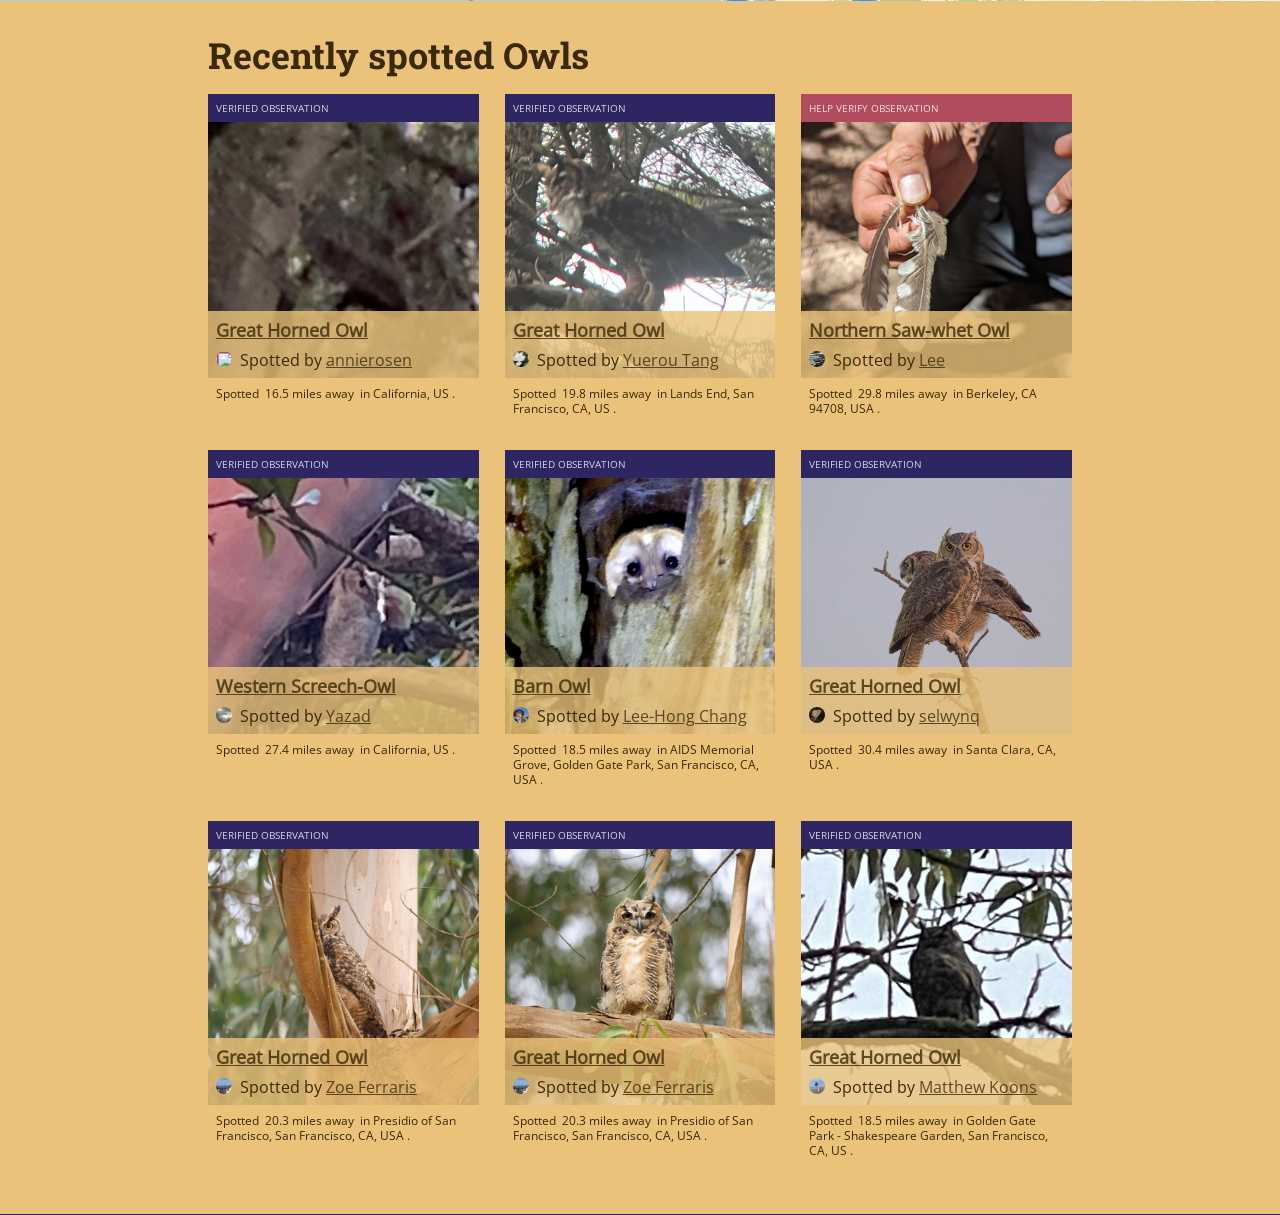 Recently spotted Owls
VERIFIED OBSERVATION
Great Horned Owl
Spotted by annierosen
Spotted 16.5 miles away in California, US .
VERIFIED OBSERVATION
Great Horned Owl
Spotted by Yuerou Tang
Spotted 19.8 miles away in Lands End, San
Francisco, CA, US .
HELP VERIFY OBSERVATION
Northern Saw-whet Owl
Spotted by Lee
Spotted 29.8 miles away in Berkeley, CA
94708, USA .
VERIFIED OBSERVATION
Western Screech-Owl
Spotted by Yazad
Spotted 27.4 miles away in California, US .
VERIFIED OBSERVATION
Barn Owl
Spotted by Lee-Hong Chang
Spotted 18.5 miles away in AIDS Memorial
Grove, Golden Gate Park, San Francisco, CA,
USA .
VERIFIED OBSERVATION
Great Horned Owl
Spotted by selwynq
Spotted 30.4 miles away in Santa Clara, CA,
USA .
VERIFIED OBSERVATION
Great Horned Owl
Spotted by Zoe Ferraris
Spotted 20.3 miles away in Presidio of San
Francisco, San Francisco, CA, USA .
VERIFIED OBSERVATION
Great Horned Owl
Spotted by Zoe Ferraris
Spotted 20.3 miles away in Presidio of San
Francisco, San Francisco, CA, USA .
VERIFIED OBSERVATION
Great Horned Owl
Spotted by Matthew Koons
Spotted 18.5 miles away in Golden Gate
Park - Shakespeare Garden, San Francisco,
CA, US .